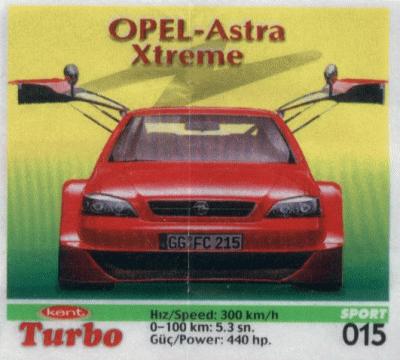 OPEL-Astra
Xtreme
GG FC 215
kent
Turbo
Hız/Speed: 300 km/h
0-100 km: 5.3 sn.
Güç/Power: 440 hp.
SPORT
015